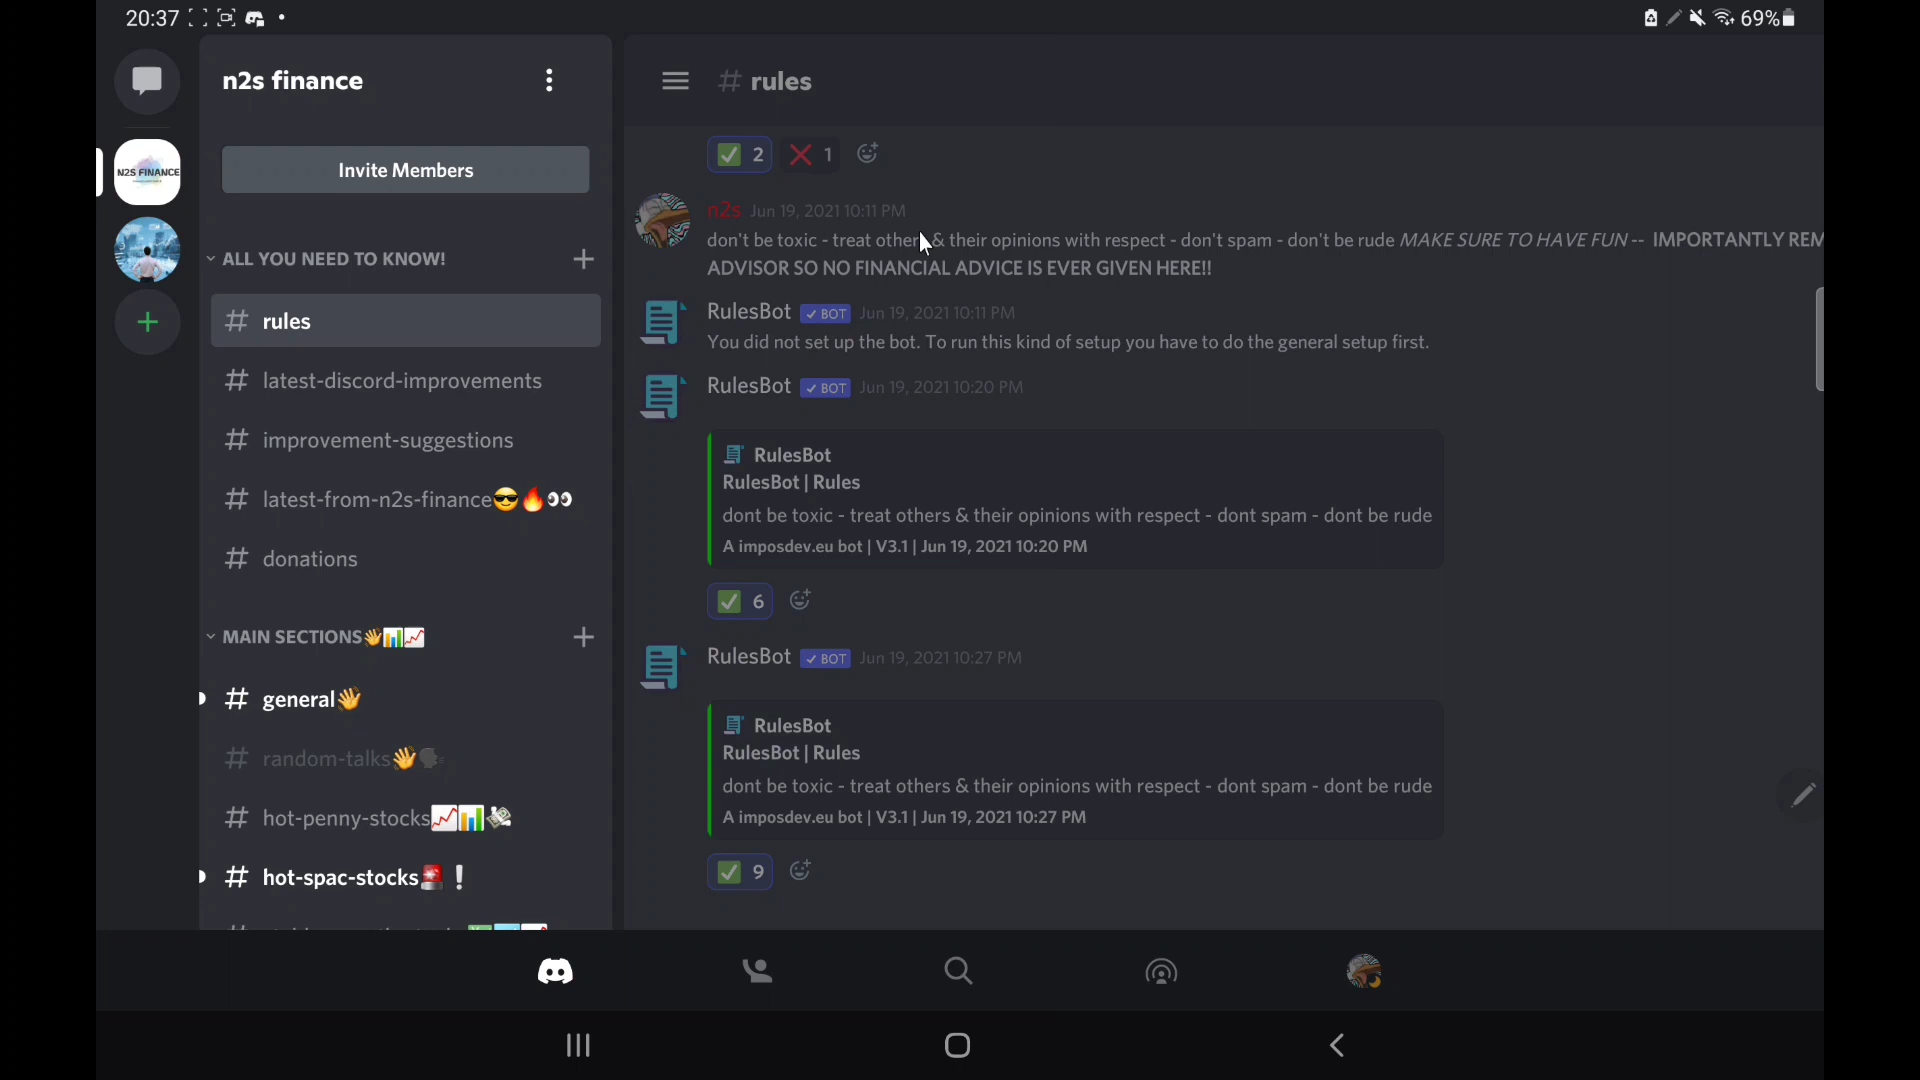 20:37
69%
n2s finance
N2S FINANCE
Invite Members
ALL YOU NEED TO KNOW!
# rules
# latest-discord-improvements
# improvement-suggestions
# latest-from-n2s-finance😎🔥👀
# donations
MAIN SECTIONS👋📊📈
# general👋
# random-talks👋🗣
# hot-penny-stocks📈📊💸
# hot-spac-stocks🚨❗
# rules
✅ 2 ❌ 1
n2s Jun 19, 2021 10:11 PM
don't be toxic - treat others & their opinions with respect - don't spam - don't be rude MAKE SURE TO HAVE FUN -- IMPORTANTLY REM
ADVISOR SO NO FINANCIAL ADVICE IS EVER GIVEN HERE!!
RulesBot ✓ BOT Jun 19, 2021 10:11 PM
You did not set up the bot. To run this kind of setup you have to do the general setup first.
RulesBot ✓ BOT Jun 19, 2021 10:20 PM
RulesBot
RulesBot | Rules
dont be toxic - treat others & their opinions with respect - dont spam - dont be rude
A imposdev.eu bot | V3.1 | Jun 19, 2021 10:20 PM
✅ 6
RulesBot ✓ BOT Jun 19, 2021 10:27 PM
RulesBot
RulesBot | Rules
dont be toxic - treat others & their opinions with respect - dont spam - dont be rude
A imposdev.eu bot | V3.1 | Jun 19, 2021 10:27 PM
✅ 9